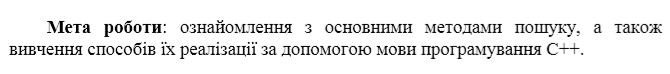 Мета роботи: ознайомлення з основними методами пошуку, а також
вивчення способів їх реалізації за допомогою мови програмування С++.